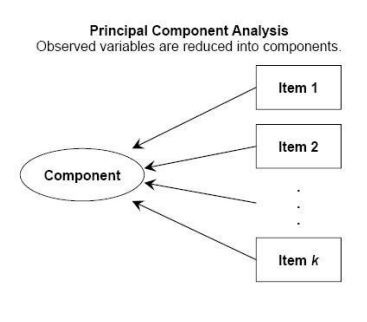 Principal Component Analysis
Observed variables are reduced into components.
Item 1
Item 2
Component
.
.
.
Item k